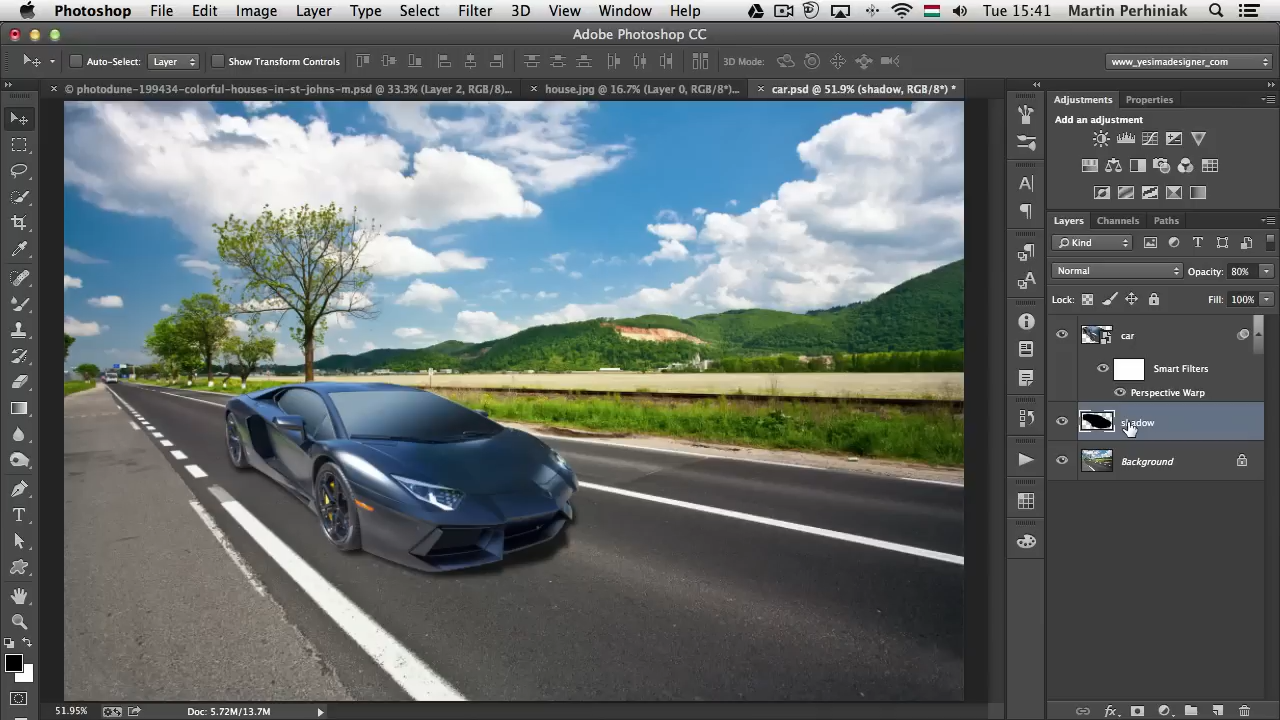 Photoshop File Edit Image Layer Type Select Filter 3D View Window Help Tue 15:41 Martin Perhiniak
Adobe Photoshop CC
Auto-Select: Layer Show Transform Controls 3D Mode: www_yesimadesigner_com
© photodune-199434-colorful-houses-in-st-johns-m.psd @ 33.3% (Layer 2, RGB/8)... house.jpg @ 16.7% (Layer 0, RGB/8*)... car.psd @ 51.9% (shadow, RGB/8*) *
Adjustments Properties
Add an adjustment
Layers Channels Paths
Kind
Normal Opacity: 80%
Lock: Fill: 100%
car
Smart Filters
Perspective Warp
shadow
Background
51.95% Doc: 5.72M/13.7M